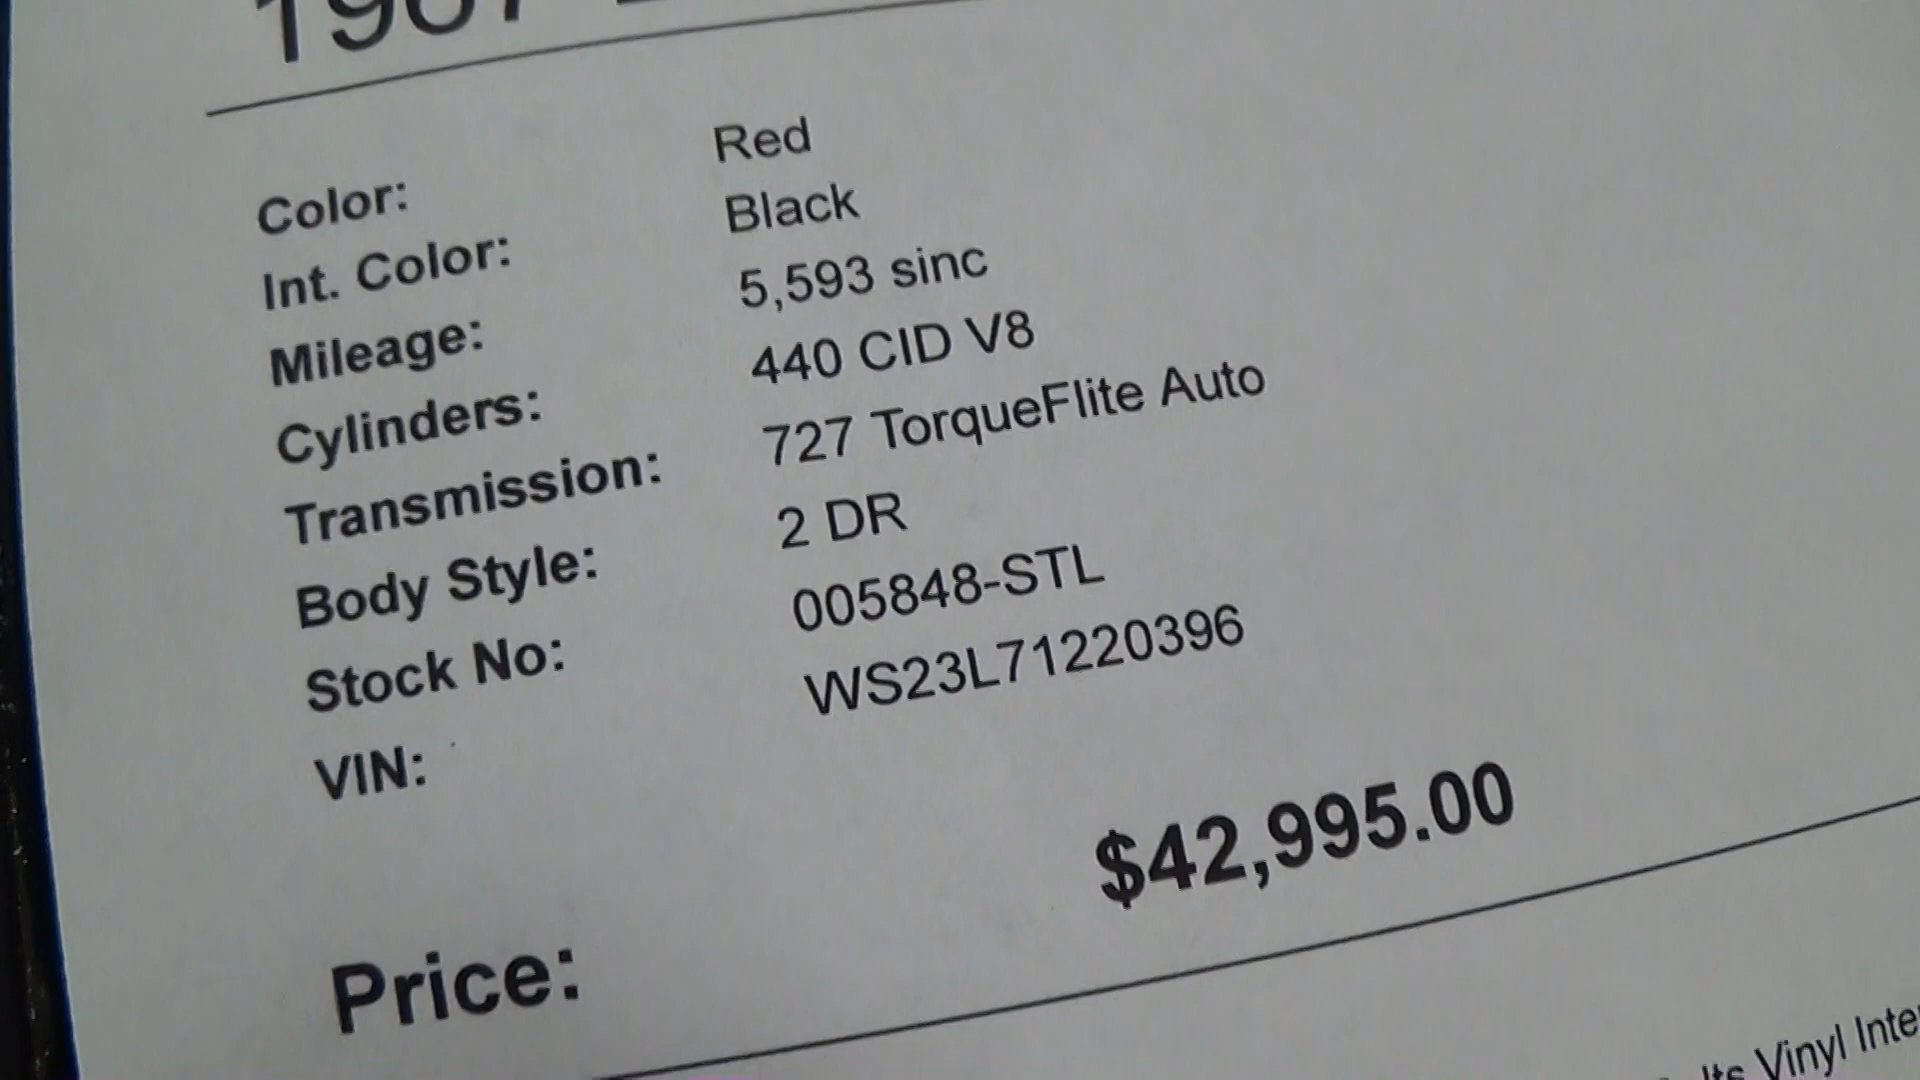 1967
Color: Red
Int. Color: Black
Mileage: 5,593 sinc
Cylinders: 440 CID V8
Transmission: 727 TorqueFlite Auto
Body Style: 2 DR
Stock No: 005848-STL
VIN: WS23L71220396
Price: $42,995.00
Vinyl Inte